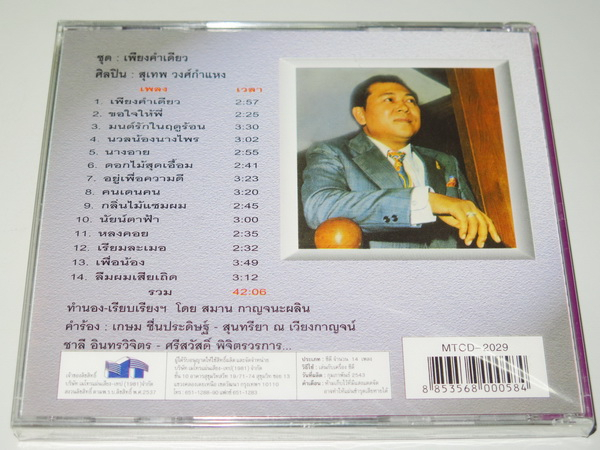 ชุด : เพียงคำเดียว
ศิลปิน : สุเทพ วงศ์กำแหง
เพลง เวลา
1. เพียงคำเดียว 2:57
2. ขอใจให้พี่ 2:25
3. มนต์รักในฤดูร้อน 3:30
4. นวลน้องนางไพร 3:02
5. นางอาย 2:55
6. ดอกไม้สุดเอื้อม 2:41
7. อยู่เพื่อความดี 3:23
8. คนเดนคน 3:20
9. กลิ่นไม้แซมผม 2:45
10. นัยน์ตาฟ้า 3:00
11. หลงคอย 2:35
12. เรียมละเมอ 2:32
13. เพื่อน้อง 3:19
14. ลืมผมเสียเถิด 3:12
รวม 42:06
ทำนอง-เรียบเรียงฯ โดย สมาน กาญจนะผลิน
คำร้อง : เกษม ชื่นประดิษฐ์ - สุนทรียา ณ เวียงกาญจน์
ชาลี อินทรวิจิตร - ศรีสวัสดิ์ พิจิตรวรการ...
MTCD-2029
8 853568 000584